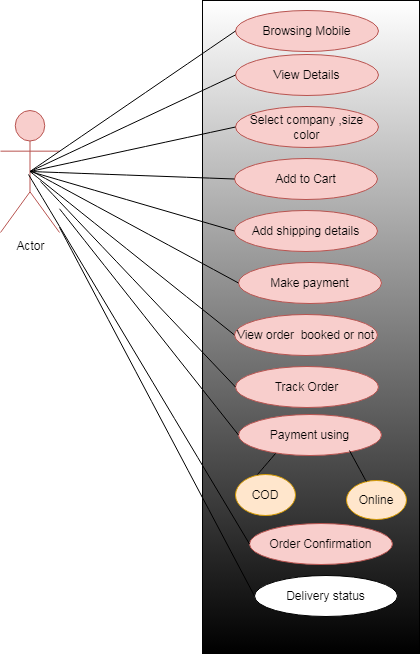 Browsing Mobile
View Details
Select company ,size
color
Add to Cart
Actor
Add shipping details
Make payment
View order  booked or not
Track Order
Payment using
COD
Online
Order Confirmation
Delivery status